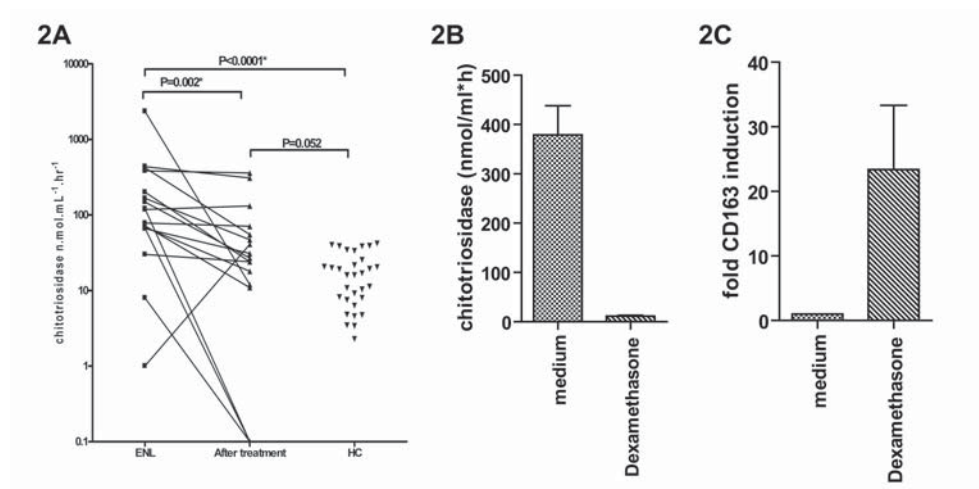 2A
P<0.0001*
P=0.002*
P=0.052
10000
1000
100
10
1
0.1
chitotriosidase n.mol.mL⁻¹.hr⁻¹
ENL
After treatment
HC
2B
chitotriosidase (nmol/ml*h)
500
400
300
200
100
0
medium
Dexamethasone
2C
fold CD163 induction
40
30
20
10
0
medium
Dexamethasone